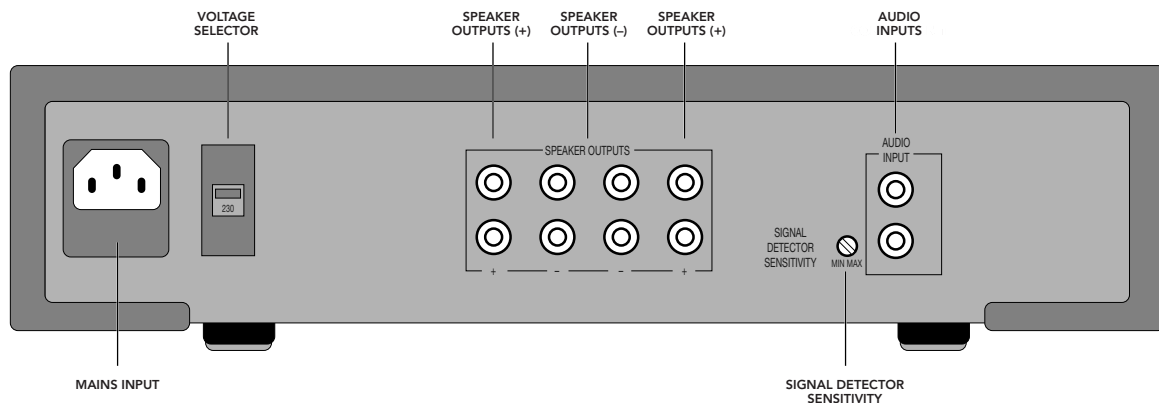 VOLTAGE
SELECTOR
SPEAKER
OUTPUTS (+)
SPEAKER
OUTPUTS (–)
SPEAKER
OUTPUTS (+)
AUDIO
INPUTS
230
SPEAKER OUTPUTS
+
–
–
+
SIGNAL
DETECTOR
SENSITIVITY
MIN MAX
AUDIO
INPUT
MAINS INPUT
SIGNAL DETECTOR
SENSITIVITY